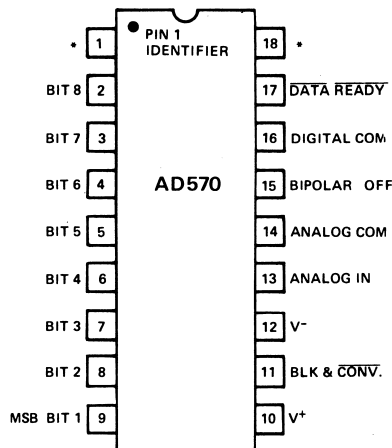 * 1 PIN 1 IDENTIFIER 18 *
BIT 8 2 17 DATA READY
BIT 7 3 16 DIGITAL COM
BIT 6 4 AD570 15 BIPOLAR OFF
BIT 5 5 14 ANALOG COM
BIT 4 6 13 ANALOG IN
BIT 3 7 12 V-
BIT 2 8 11 BLK & CONV.
MSB BIT 1 9 10 V+